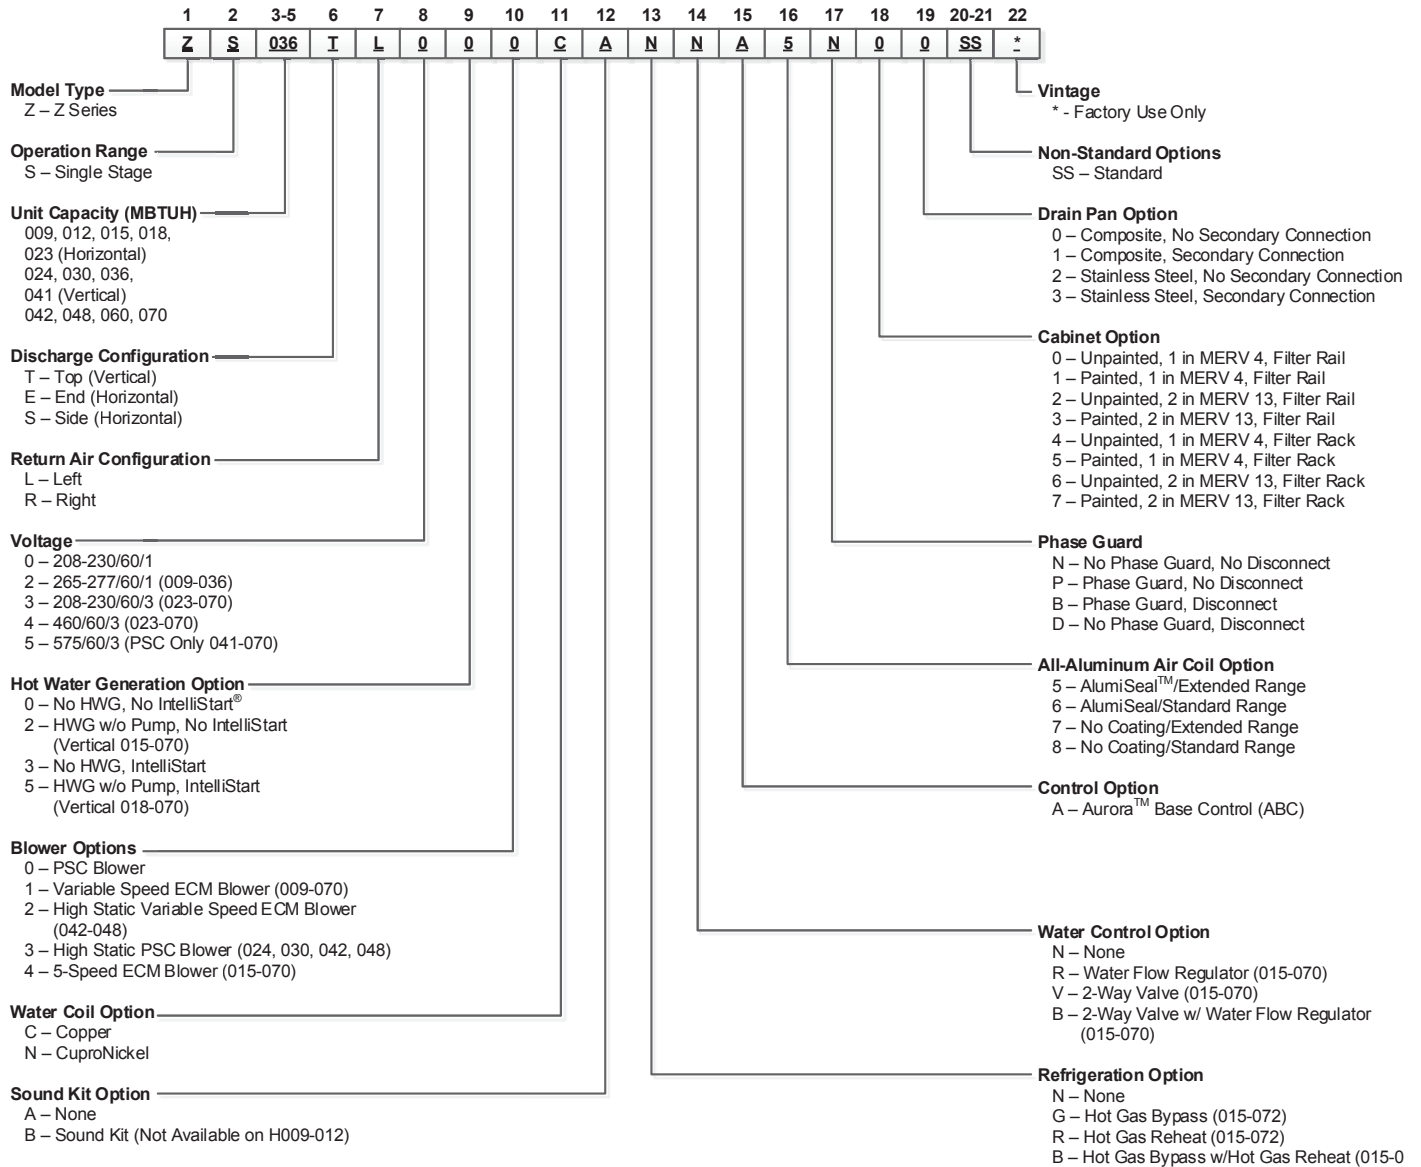 1 2 3-5 6 7 8 9 10 11 12 13 14 15 16 17 18 19 20-21 22
Z S 036 T L 0 0 0 C A N N A 5 N 0 0 SS *
Model Type
Z – Z Series
Operation Range
S – Single Stage
Unit Capacity (MBTUH)
009, 012, 015, 018,
023 (Horizontal)
024, 030, 036,
041 (Vertical)
042, 048, 060, 070
Discharge Configuration
T – Top (Vertical)
E – End (Horizontal)
S – Side (Horizontal)
Return Air Configuration
L – Left
R – Right
Voltage
0 – 208-230/60/1
2 – 265-277/60/1 (009-036)
3 – 208-230/60/3 (023-070)
4 – 460/60/3 (023-070)
5 – 575/60/3 (PSC Only 041-070)
Hot Water Generation Option
0 – No HWG, No IntelliStart®
2 – HWG w/o Pump, No IntelliStart
(Vertical 015-070)
3 – No HWG, IntelliStart
5 – HWG w/o Pump, IntelliStart
(Vertical 018-070)
Blower Options
0 – PSC Blower
1 – Variable Speed ECM Blower (009-070)
2 – High Static Variable Speed ECM Blower
(042-048)
3 – High Static PSC Blower (024, 030, 042, 048)
4 – 5-Speed ECM Blower (015-070)
Water Coil Option
C – Copper
N – CuproNickel
Sound Kit Option
A – None
B – Sound Kit (Not Available on H009-012)
Vintage
* - Factory Use Only
Non-Standard Options
SS – Standard
Drain Pan Option
0 – Composite, No Secondary Connection
1 – Composite, Secondary Connection
2 – Stainless Steel, No Secondary Connection
3 – Stainless Steel, Secondary Connection
Cabinet Option
0 – Unpainted, 1 in MERV 4, Filter Rail
1 – Painted, 1 in MERV 4, Filter Rail
2 – Unpainted, 2 in MERV 13, Filter Rail
3 – Painted, 2 in MERV 13, Filter Rail
4 – Unpainted, 1 in MERV 4, Filter Rack
5 – Painted, 1 in MERV 4, Filter Rack
6 – Unpainted, 2 in MERV 13, Filter Rack
7 – Painted, 2 in MERV 13, Filter Rack
Phase Guard
N – No Phase Guard, No Disconnect
P – Phase Guard, No Disconnect
B – Phase Guard, Disconnect
D – No Phase Guard, Disconnect
All-Aluminum Air Coil Option
5 – AlumiSeal™/Extended Range
6 – AlumiSeal/Standard Range
7 – No Coating/Extended Range
8 – No Coating/Standard Range
Control Option
A – Aurora™ Base Control (ABC)
Water Control Option
N – None
R – Water Flow Regulator (015-070)
V – 2-Way Valve (015-070)
B – 2-Way Valve w/ Water Flow Regulator
(015-070)
Refrigeration Option
N – None
G – Hot Gas Bypass (015-072)
R – Hot Gas Reheat (015-072)
B – Hot Gas Bypass w/Hot Gas Reheat (015-0